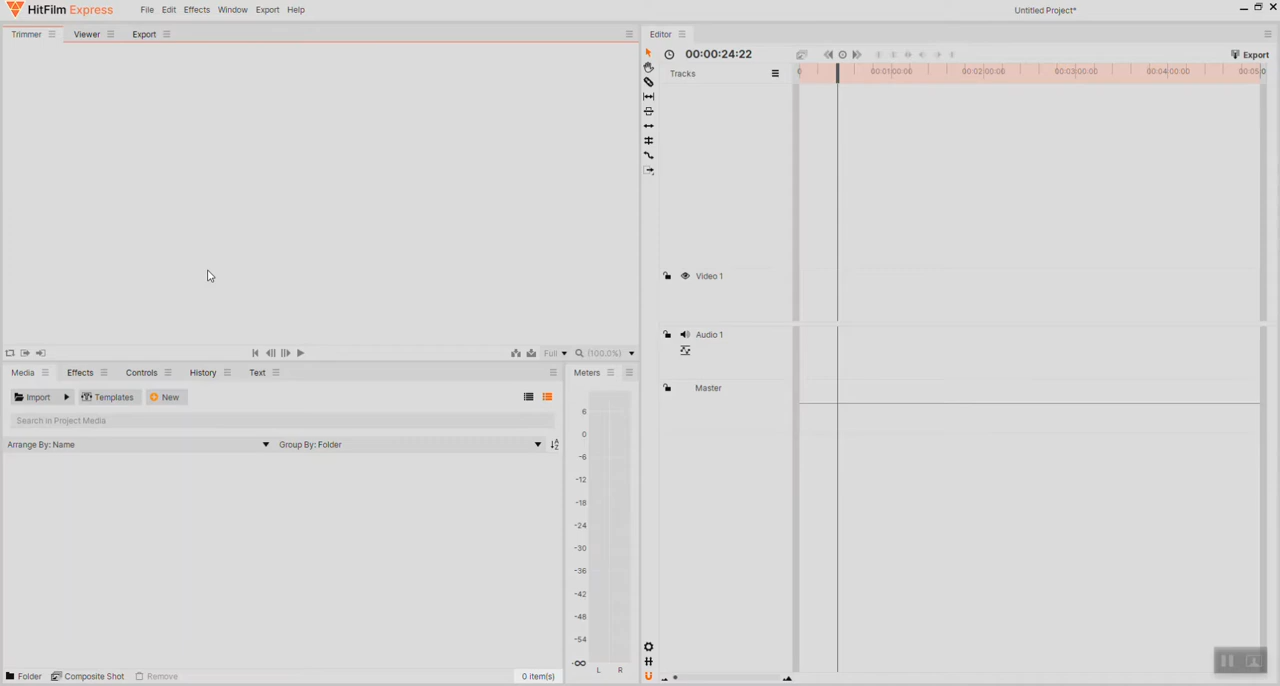 HitFilm Express File Edit Effects Window Export Help Untitled Project*
Trimmer Viewer Export Editor
00:00:24:22 Export
Tracks 0 00:01:00:00 00:02:00:00 00:03:00:00 00:04:00:00 00:05:0
Video 1
Audio 1
Full (100.0%)
Media Effects Controls History Text Meters
Master
Import Templates New
6
Search in Project Media
0
Arrange By: Name Group By: Folder
-6
-12
-18
-24
-30
-36
-42
-48
-54
-∞ L R
Folder Composite Shot Remove 0 item(s)